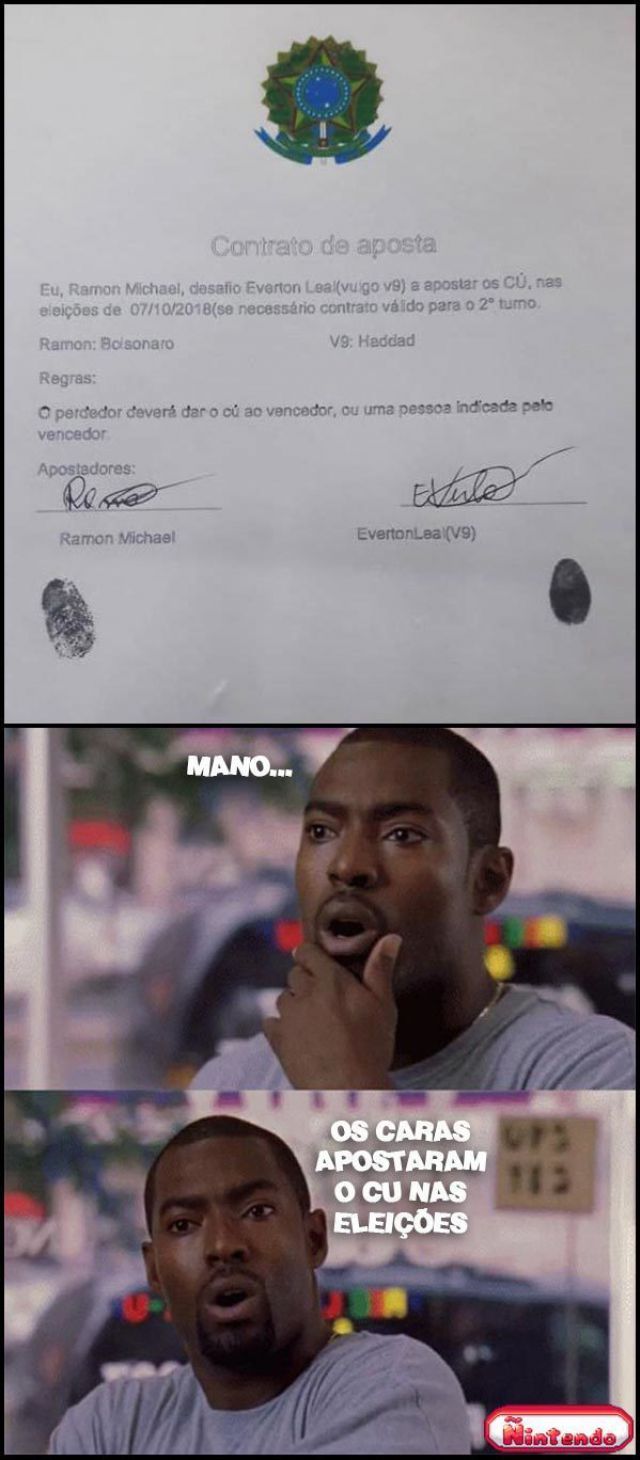 Contrato de aposta
Eu, Ramon Michael, desafio Everton Leal(vulgo v9) a apostar os CÚ, nas
eleições de 07/10/2018(se necessário contrato válido para o 2° turno.
Ramon: Bolsonaro V9: Haddad
Regras:
O perdedor deverá dar o cú ao vencedor, ou uma pessoa indicada pelo
vencedor.
Apostadores:
Ramon Michael EvertonLeal(V9)
MANO...
OS CARAS
APOSTARAM
O CU NAS
ELEIÇÕES
Ñintendo